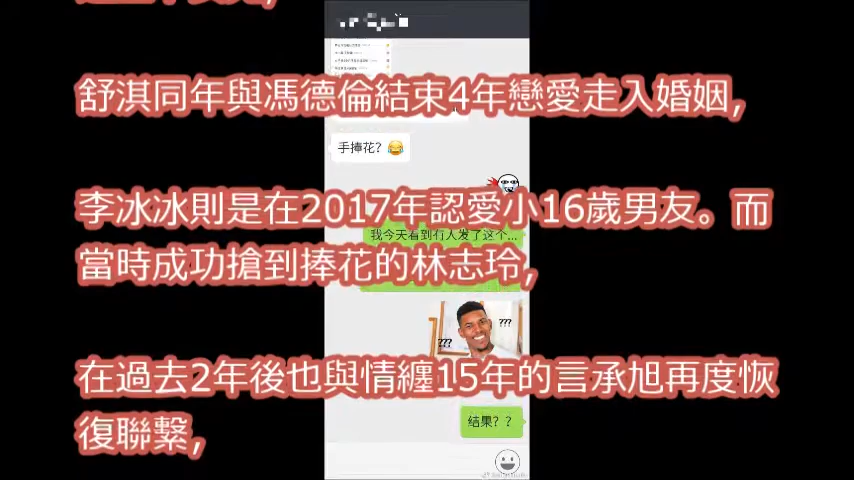 舒淇同年與馮德倫結束4年戀愛走入婚姻，
手捧花？
李冰冰則是在2017年認愛小16歲男友。而
我今天看到有人发了这个...
當時成功搶到捧花的林志玲，
???
???
在過去2年後也與情纏15年的言承旭再度恢
结果？？
復聯繫，